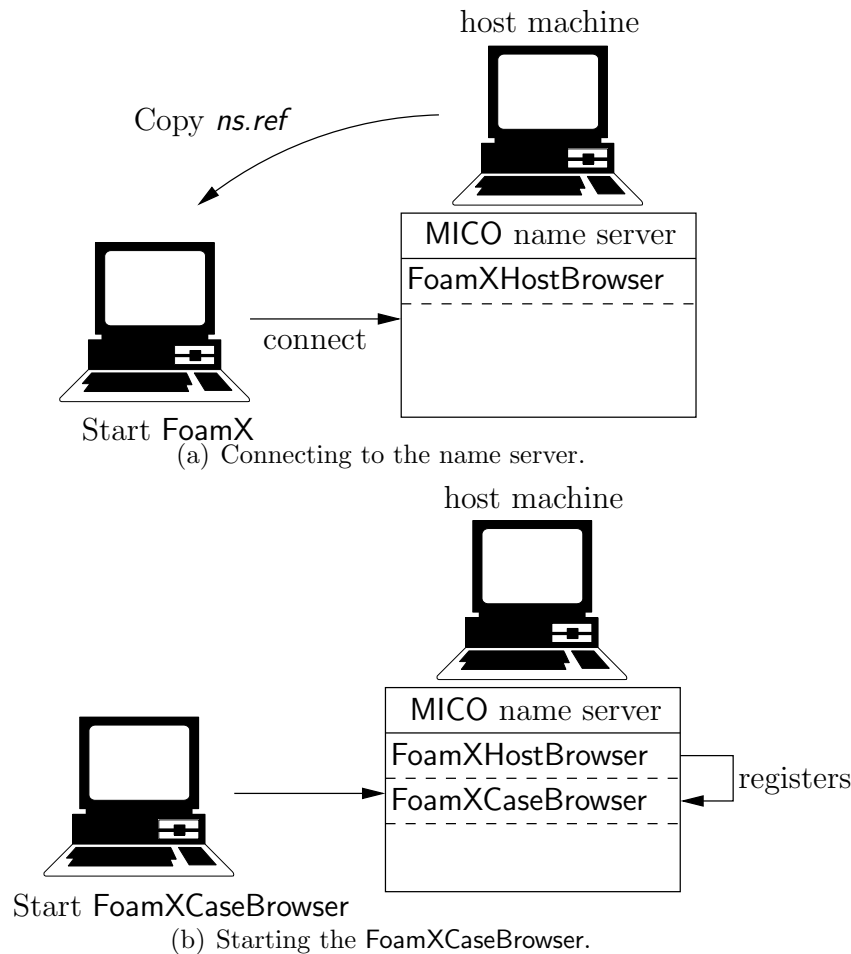 host machine
Copy ns.ref
MICO name server
FoamXHostBrowser
connect
Start FoamX
(a) Connecting to the name server.
host machine
MICO name server
FoamXHostBrowser
registers
FoamXCaseBrowser
Start FoamXCaseBrowser
(b) Starting the FoamXCaseBrowser.